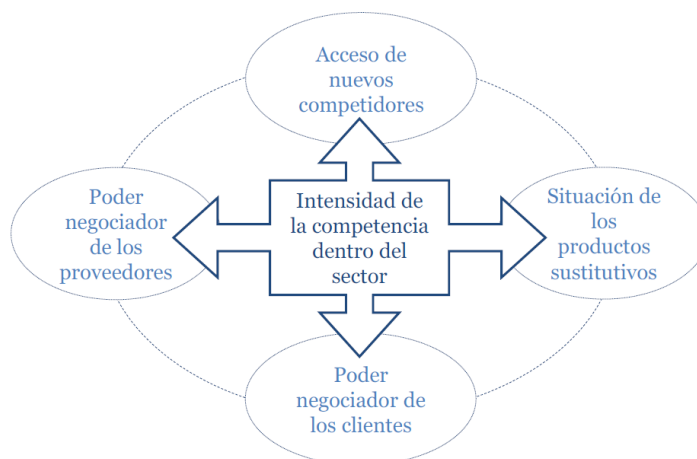 Acceso de
nuevos
competidores
Poder
negociador
de los
proveedores
Intensidad de
la competencia
dentro del
sector
Situación de
los
productos
sustitutivos
Poder
negociador de
los clientes